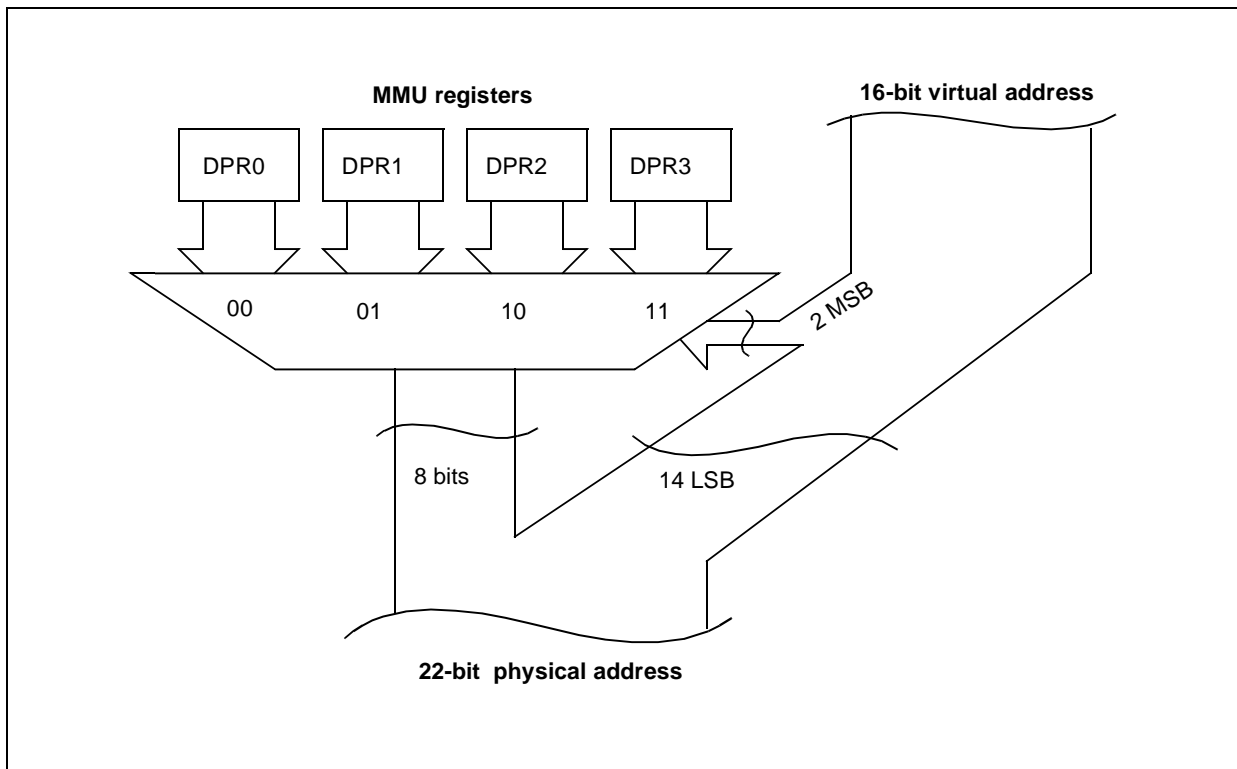 MMU registers
16-bit virtual address
DPR0
DPR1
DPR2
DPR3
00
01
10
11
2 MSB
8 bits
14 LSB
22-bit physical address